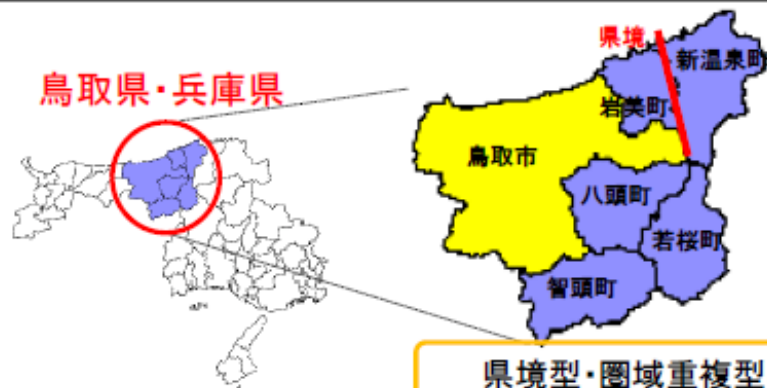 鳥取県・兵庫県
県境
新温泉町
岩美町
鳥取市
八頭町
若桜町
智頭町
県境型・圏域重複型